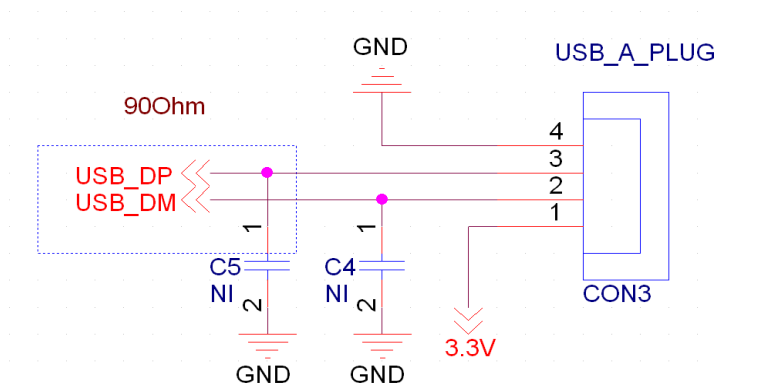 GND
USB_A_PLUG
90Ohm
4
3
USB_DP
2
USB_DM
1
1
1
C5
C4
NI
NI
2
2
CON3
3.3V
GND
GND